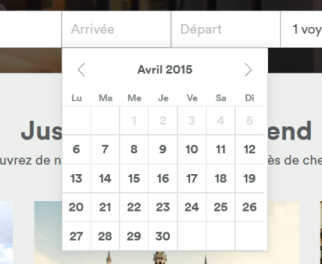 Arrivée Départ 1 voy
Avril 2015
Lu Ma Me Je Ve Sa Di
1 2 3 4 5
6 7 8 9 10 11 12
13 14 15 16 17 18 19
20 21 22 23 24 25 26
27 28 29 30
Jus end
uvrez de n ès de che